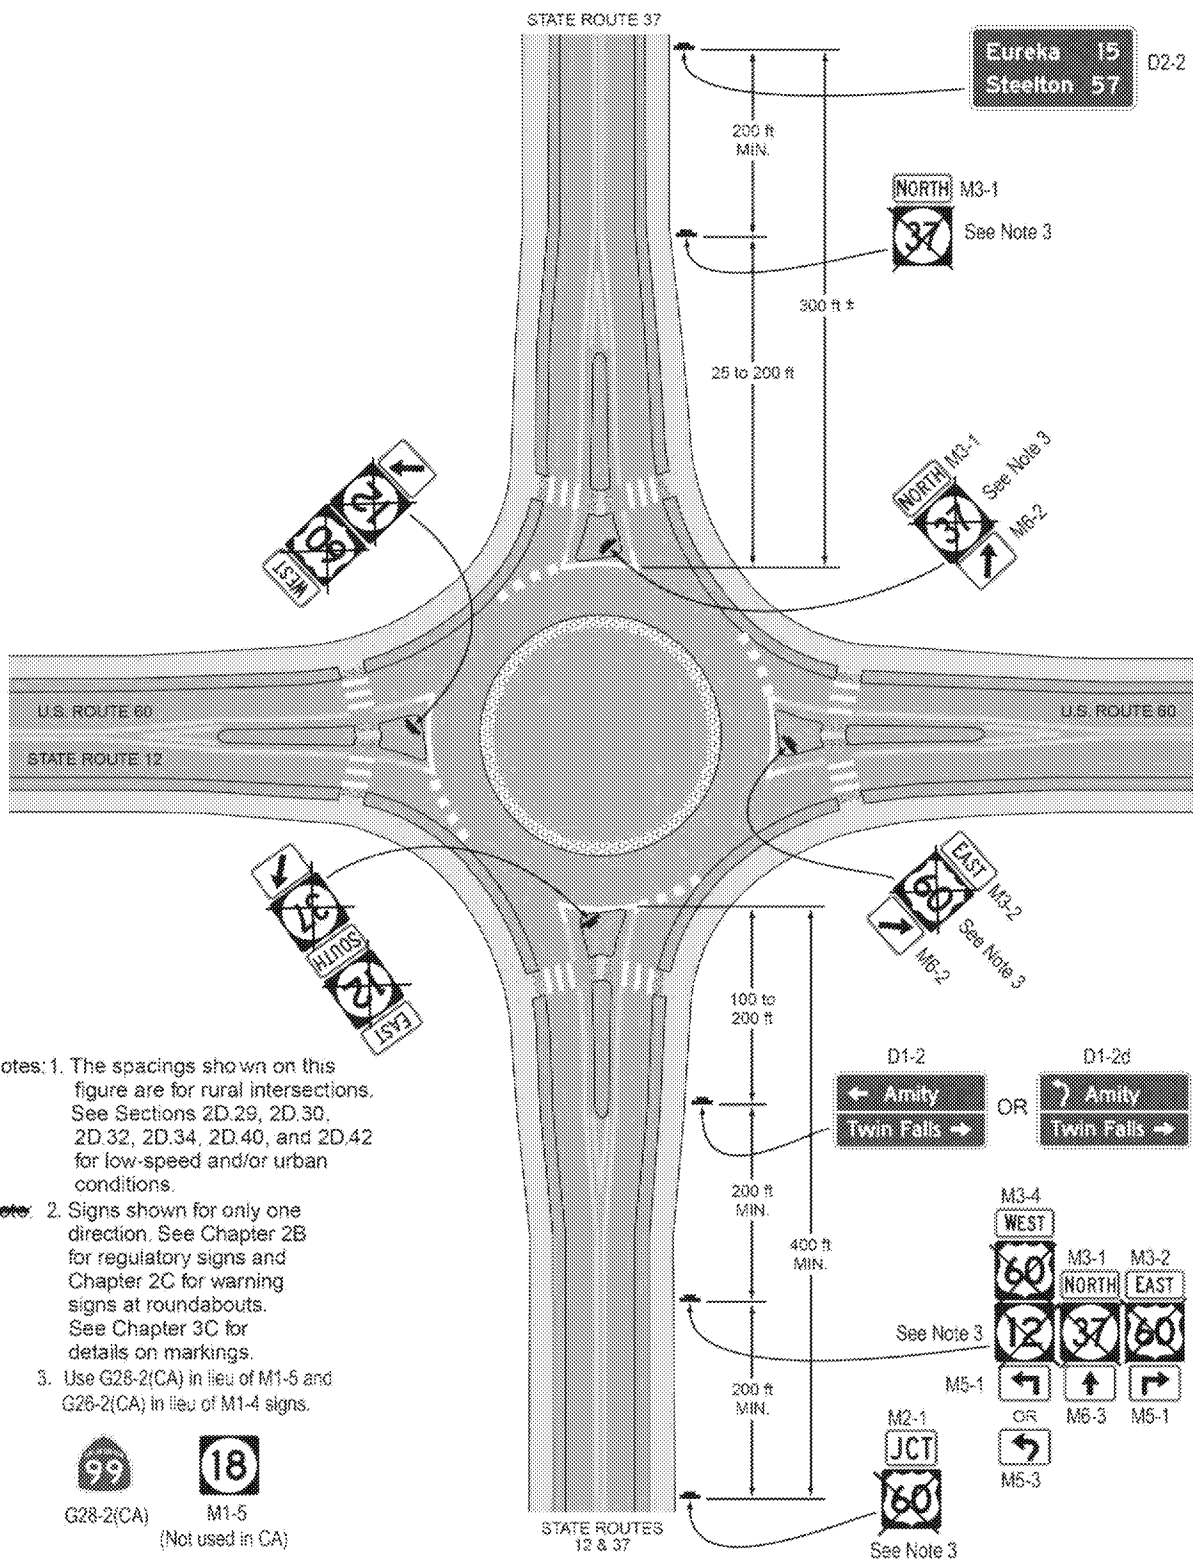 STATE ROUTE 37
Eureka 15
Steelton 57
D2-2
200 ft
MIN.
NORTH M3-1
37
See Note 3
300 ft ±
25 to 200 ft
NORTH M3-1
37
See Note 3
M6-2
12
60
WEST
U.S. ROUTE 60
STATE ROUTE 12
U.S. ROUTE 60
EAST M3-2
60
See Note 3
M6-2
37
SOUTH
12
EAST
100 to
200 ft
D1-2
Amity
Twin Falls
OR
D1-2d
Amity
Twin Falls
200 ft
MIN.
400 ft
MIN.
M3-4
WEST
60
M3-1
NORTH
M3-2
EAST
See Note 3
12
37
60
M5-1
OR
M6-3
M5-1
M5-3
200 ft
MIN.
M2-1
JCT
60
See Note 3
STATE ROUTES
12 & 37
otes: 1. The spacings shown on this
figure are for rural intersections.
See Sections 2D.29, 2D.30,
2D.32, 2D.34, 2D.40, and 2D.42
for low-speed and/or urban
conditions.
2. Signs shown for only one
direction. See Chapter 2B
for regulatory signs and
Chapter 2C for warning
signs at roundabouts.
See Chapter 3C for
details on markings.
3. Use G28-2(CA) in lieu of M1-5 and
G26-2(CA) in lieu of M1-4 signs.
99
G28-2(CA)
18
M1-5
(Not used in CA)